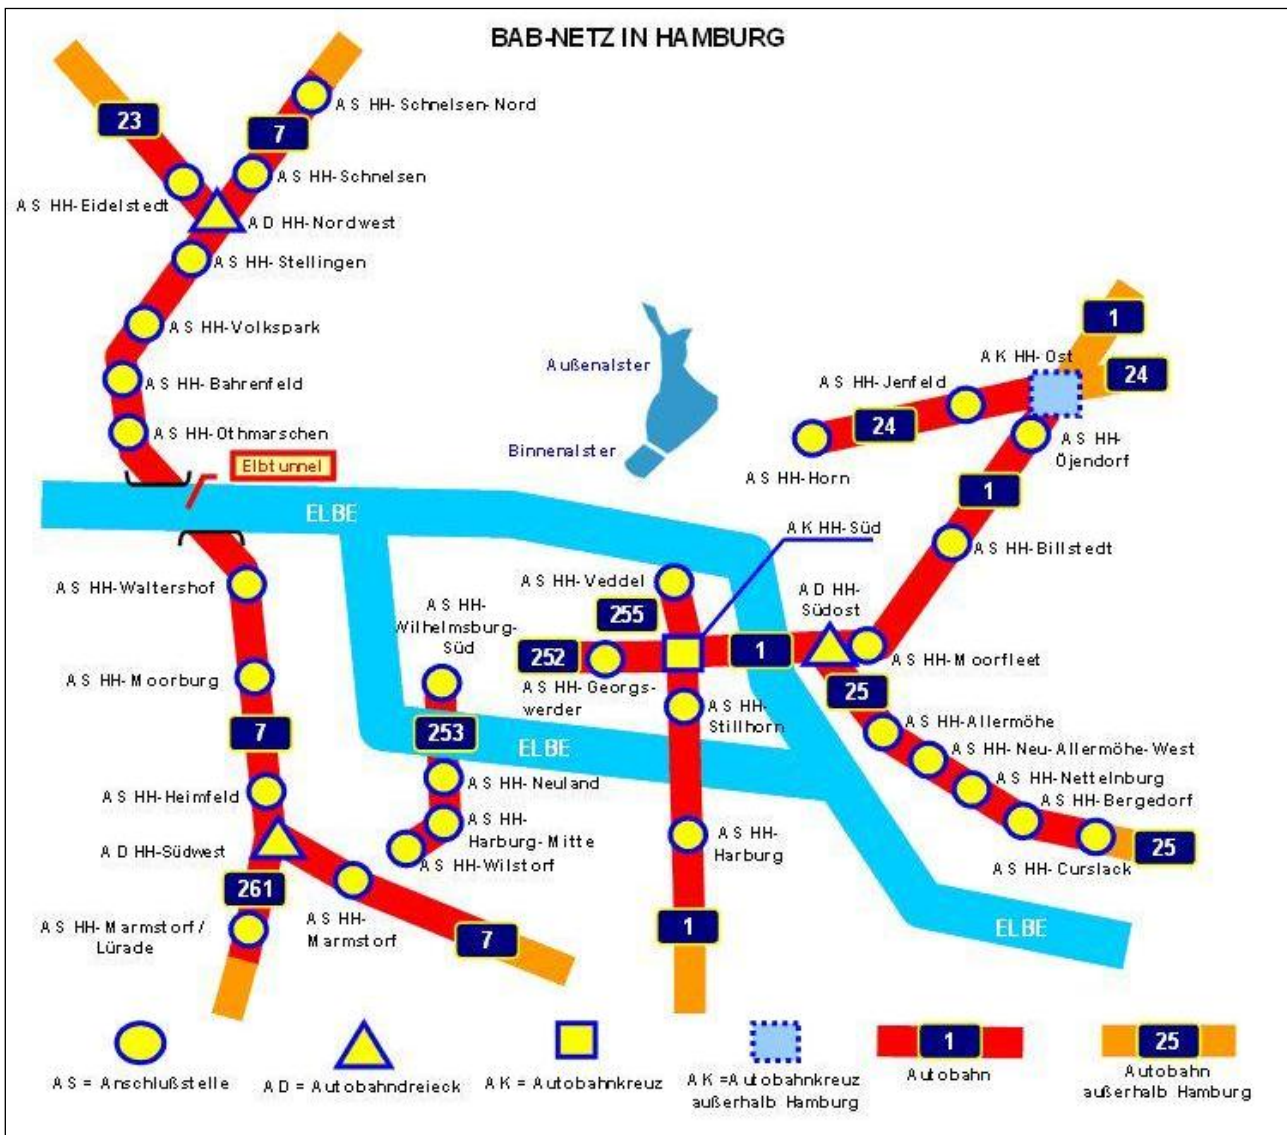 BAB-NETZ IN HAMBURG
23
7
AS HH-Schnelsen-Nord
AS HH-Schnelsen
AS HH-Eidelstedt
AD HH-Nordwest
AS HH-Stellingen
AS HH-Volkspark
AS HH-Bahrenfeld
AS HH-Othmarschen
Elbtunnel
ELBE
Außenalster
Binnenalster
1
AK HH-Ost
24
AS HH-Jenfeld
24
AS HH-Horn
AS HH-
Öjendorf
1
AS HH-Billstedt
AK HH-Süd
AS HH-Waltershof
AS HH-Moorburg
7
AS HH-Heimfeld
AD HH-Südwest
261
AS HH-Marmstorf/
Lürade
AS HH-
Marmstorf
7
AS HH-
Wilhelmsburg-
Süd
253
AS HH-Neuland
AS HH-
Harburg-Mitte
AS HH-Wilstorf
AS HH-Veddel
255
252
AS HH-Georgs-
werder
1
AD HH-
Südost
AS HH-Moorfleet
25
AS HH-
Stillhorn
ELBE
AS HH-
Harburg
1
AS HH-Allermöhe
AS HH-Neu-Allermöhe-West
AS HH-Nettelnburg
AS HH-Bergedorf
25
AS HH-Curslack
ELBE
AS = Anschlußstelle
AD = Autobahndreieck
AK = Autobahnkreuz
AK =Autobahnkreuz
außerhalb Hamburg
1
Autobahn
25
Autobahn
außerhalb Hamburg